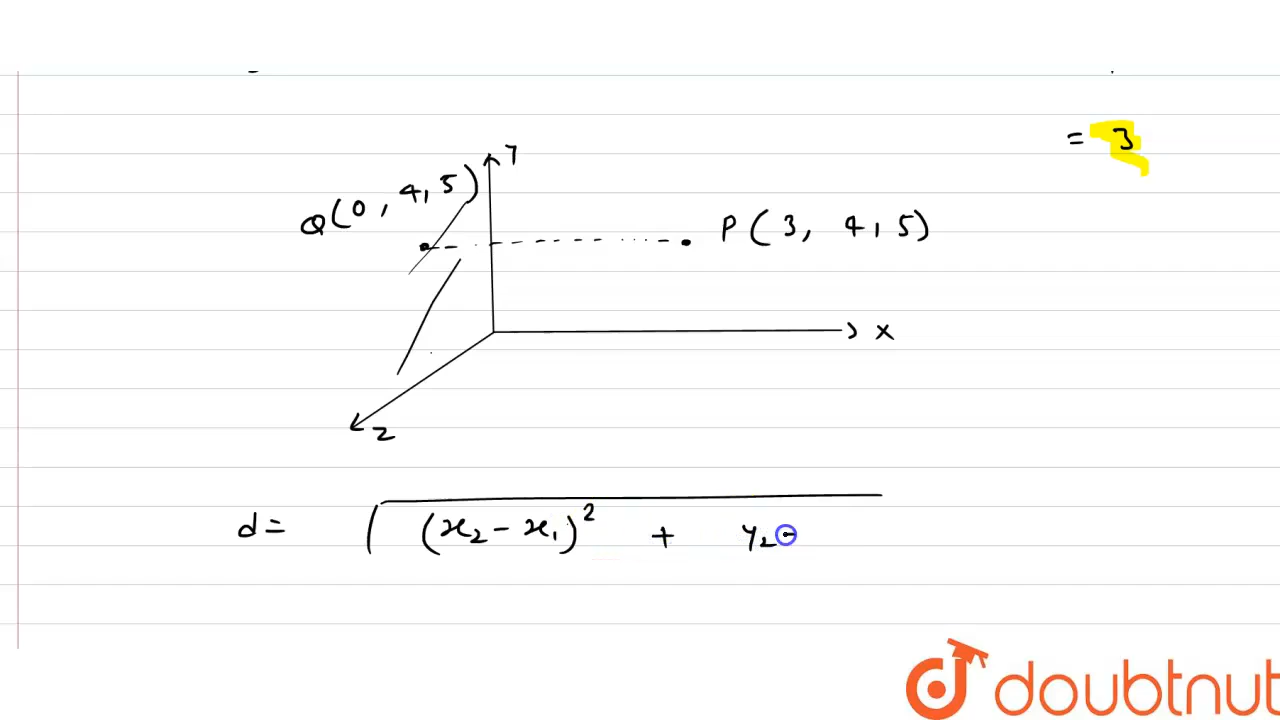 = 3
Y
Q(0, 4, 5)
P(3, 4, 5)
x
z
d = √(x₂ - x₁)² + y₂
doubtnut